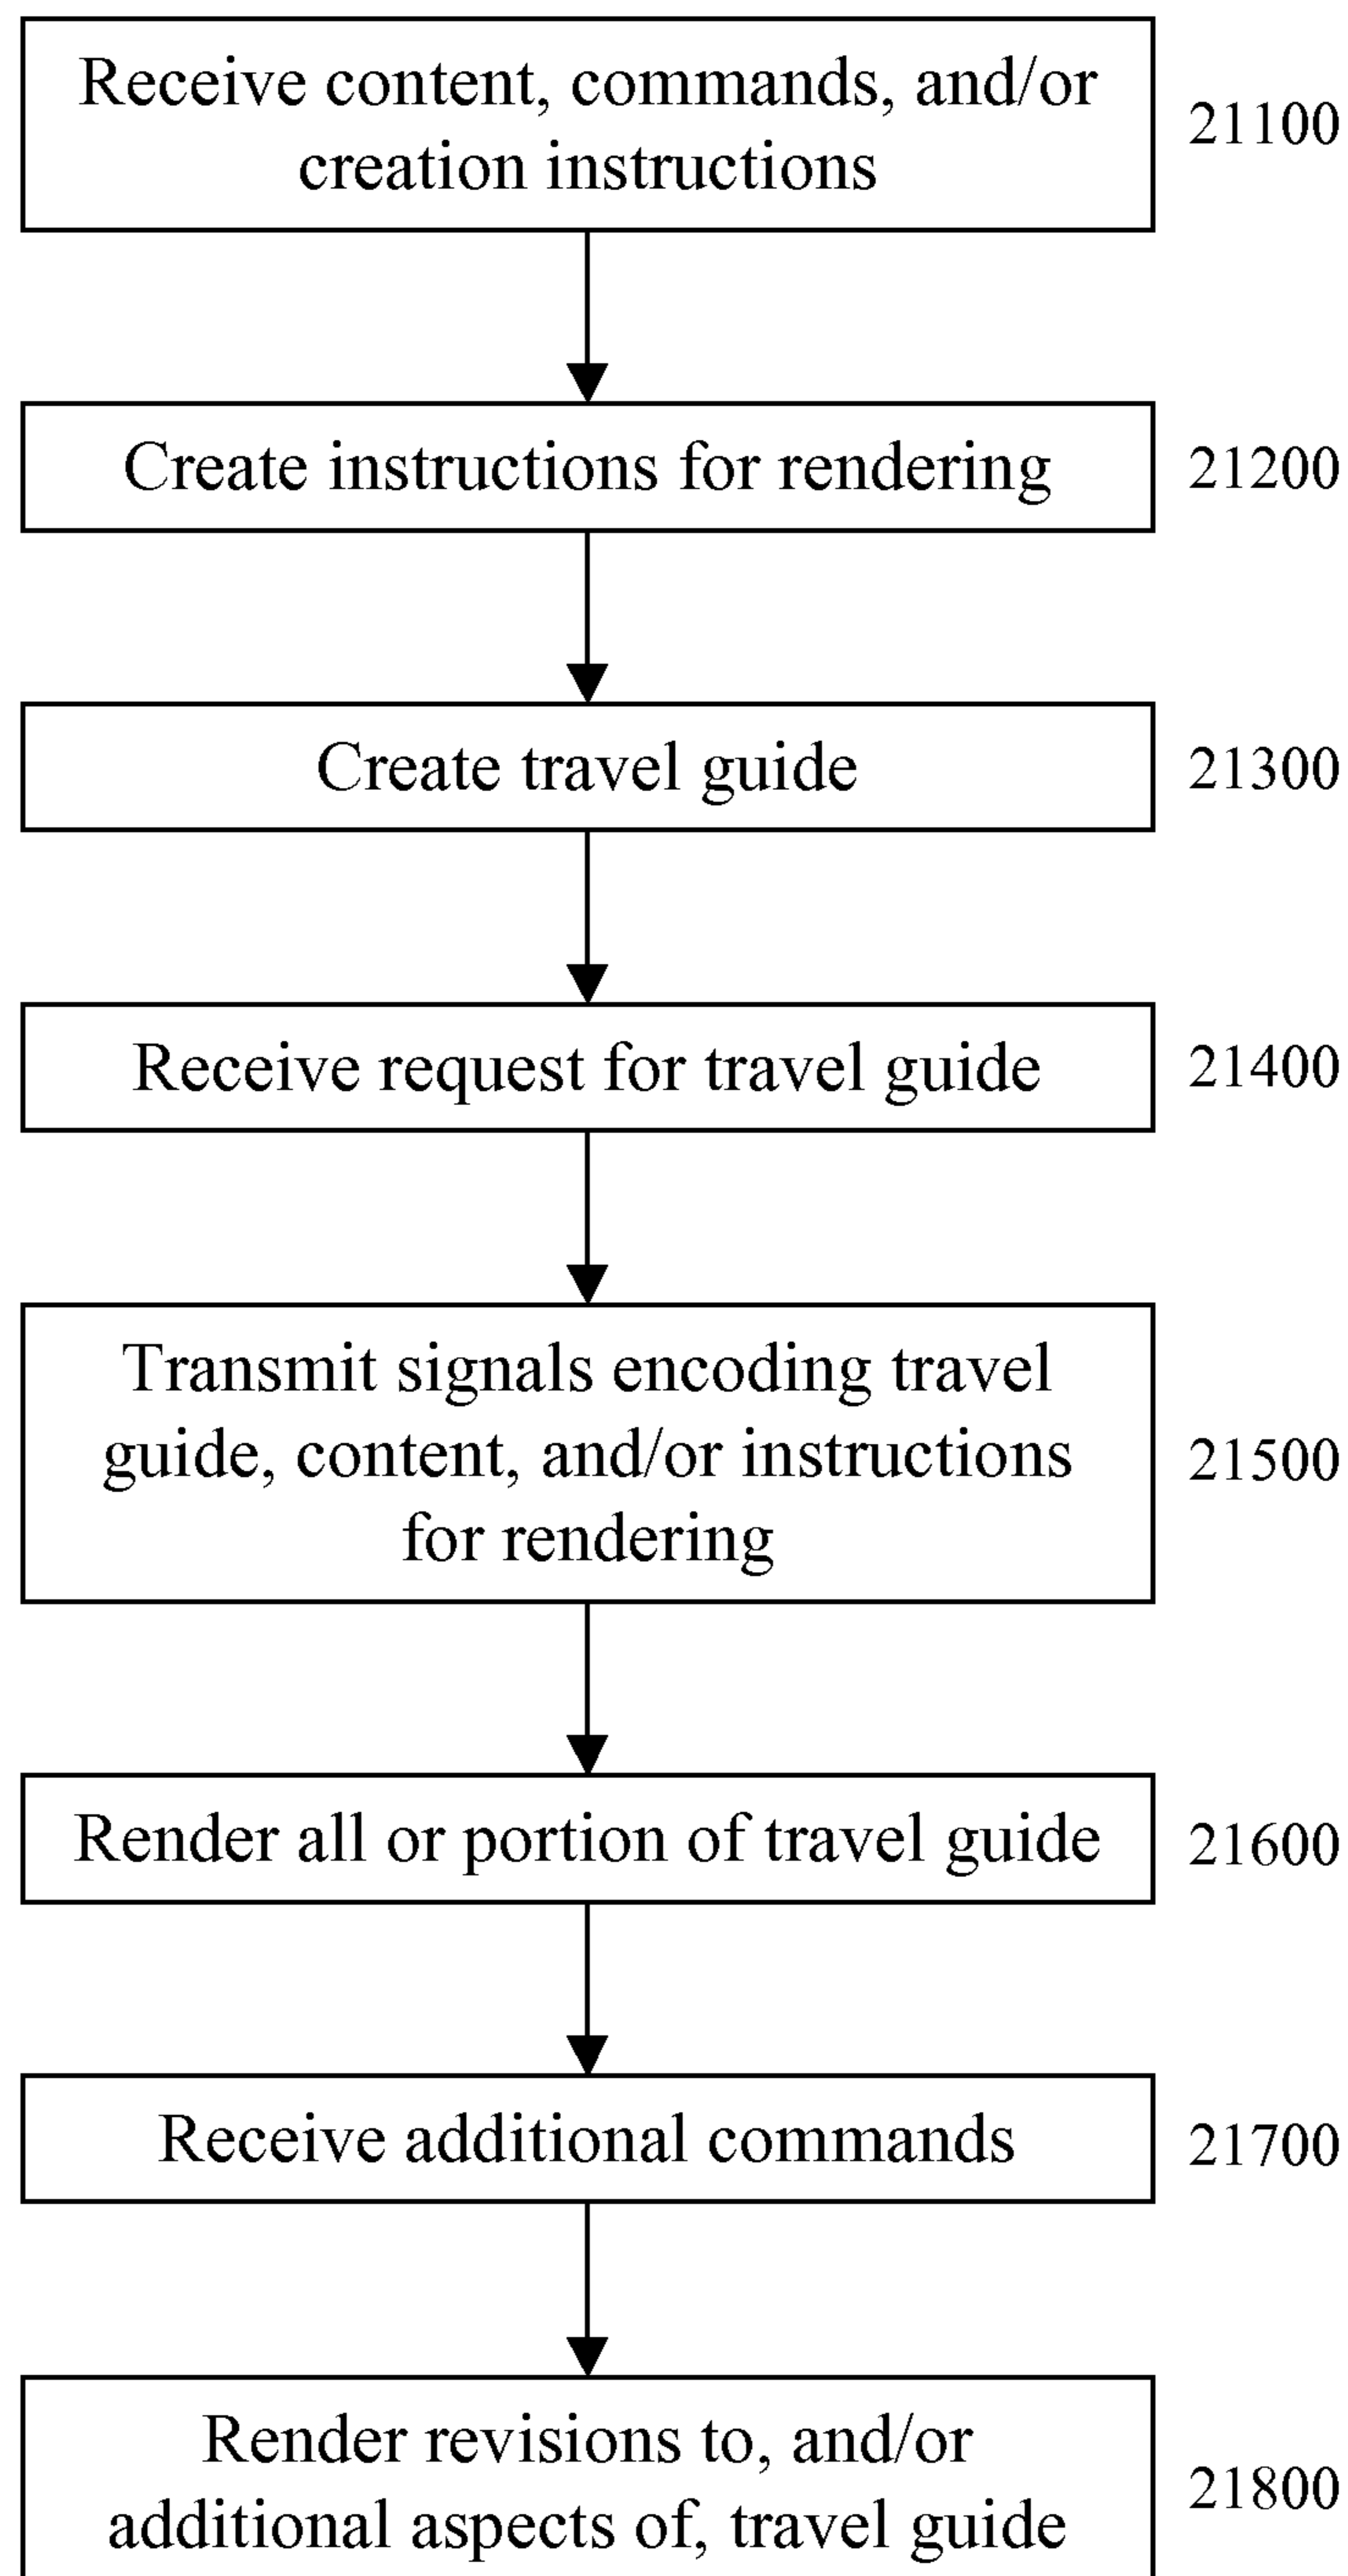 Receive content, commands, and/or
creation instructions
21100
Create instructions for rendering
21200
Create travel guide
21300
Receive request for travel guide
21400
Transmit signals encoding travel
guide, content, and/or instructions
for rendering
21500
Render all or portion of travel guide
21600
Receive additional commands
21700
Render revisions to, and/or
additional aspects of, travel guide
21800